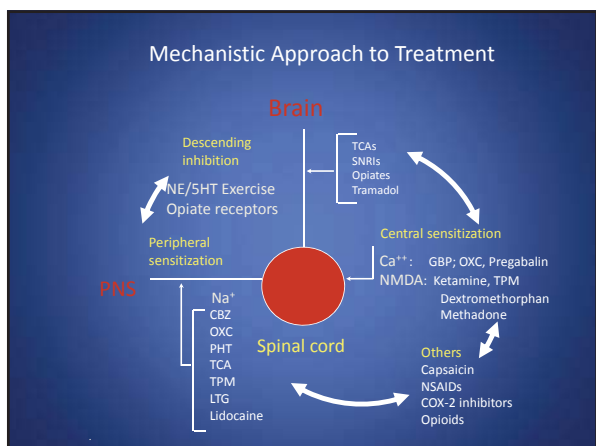 Mechanistic Approach to Treatment
Brain
Descending
inhibition
NE/5HT Exercise
Opiate receptors
TCAs
SNRIs
Opiates
Tramadol
Peripheral
sensitization
PNS
Central sensitization
Ca⁺⁺: GBP; OXC, Pregabalin
NMDA: Ketamine, TPM
Dextromethorphan
Methadone
Na⁺
CBZ
OXC
PHT
TCA
TPM
LTG
Lidocaine
Spinal cord
Others
Capsaicin
NSAIDs
COX-2 inhibitors
Opioids